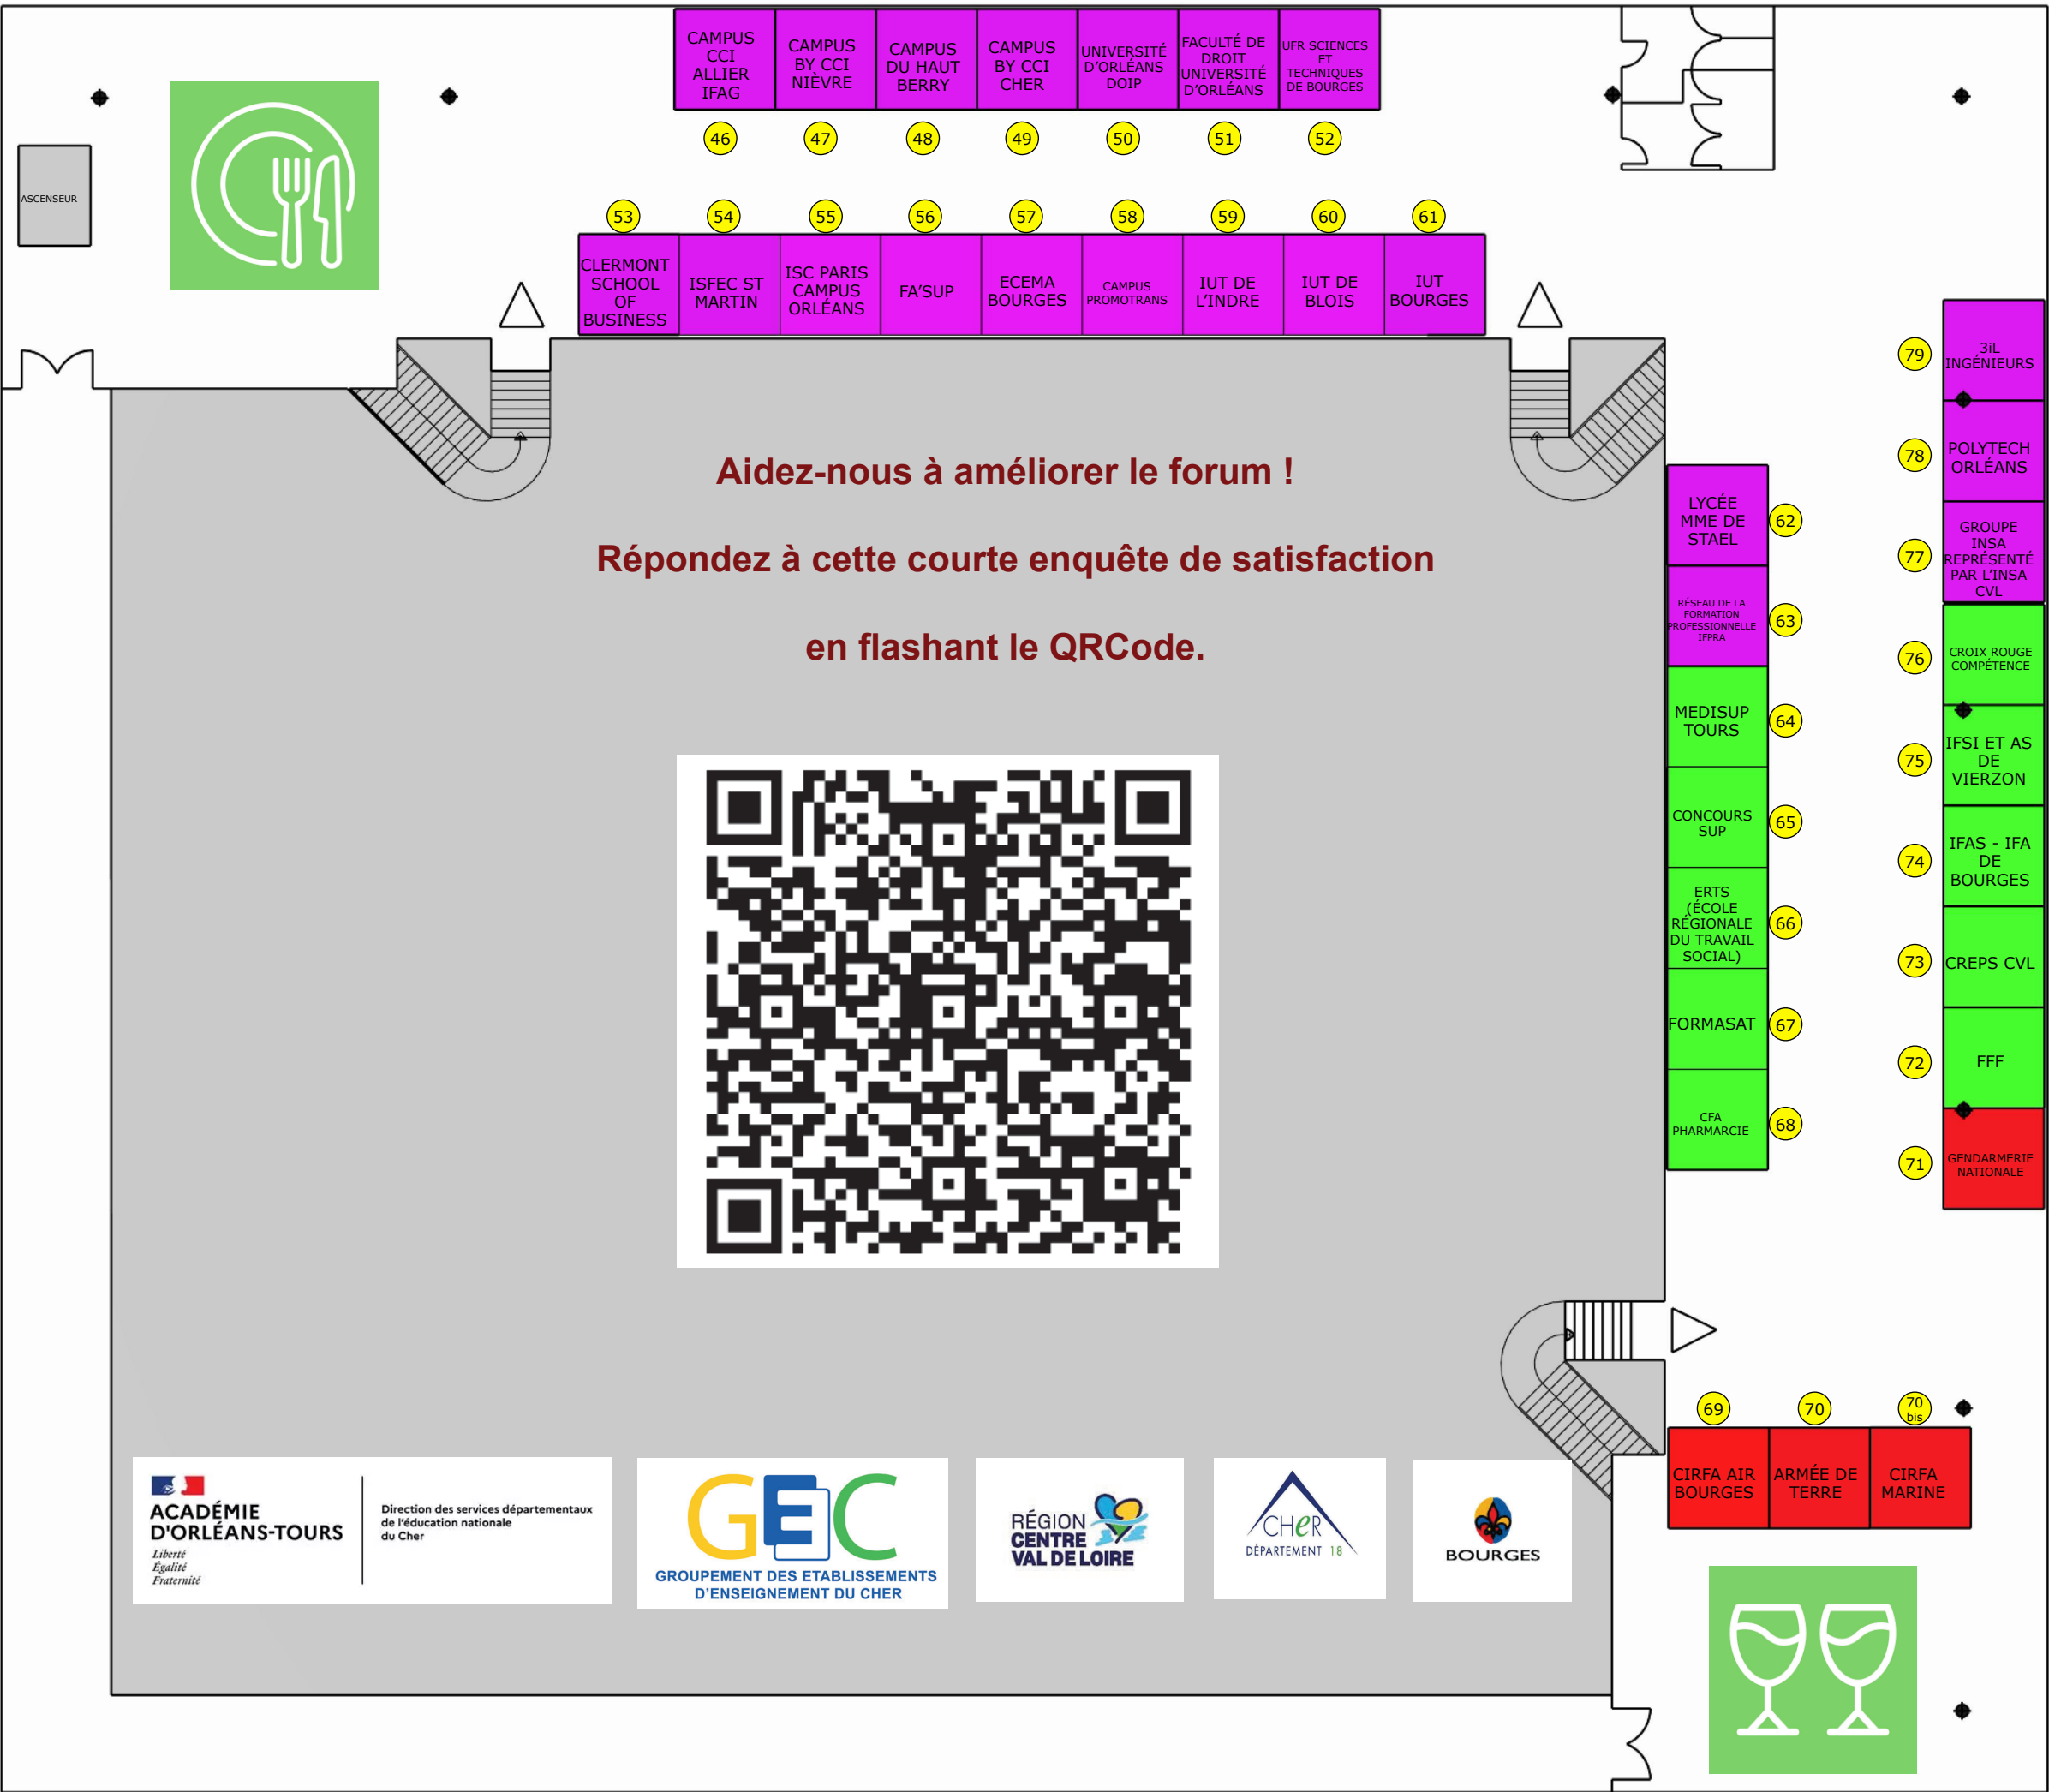 CAMPUS
CCI
ALLIER
IFAG
CAMPUS
BY CCI
NIÈVRE
CAMPUS
DU HAUT
BERRY
CAMPUS
BY CCI
CHER
UNIVERSITÉ
D'ORLÉANS
DOIP
FACULTÉ DE
DROIT
UNIVERSITÉ
D'ORLÉANS
UFR SCIENCES
ET
TECHNIQUES
DE BOURGES
46
47
48
49
50
51
52
ASCENSEUR
53
54
55
56
57
58
59
60
61
CLERMONT
SCHOOL
OF
BUSINESS
ISFEC ST
MARTIN
ISC PARIS
CAMPUS
ORLÉANS
FA'SUP
ECEMA
BOURGES
CAMPUS
PROMOTRANS
IUT DE
L'INDRE
IUT DE
BLOIS
IUT
BOURGES
79
3iL
INGÉNIEURS
78
POLYTECH
ORLÉANS
77
GROUPE
INSA
REPRÉSENTÉ
PAR L'INSA
CVL
76
CROIX ROUGE
COMPÉTENCE
75
IFSI ET AS
DE
VIERZON
74
IFAS - IFA
DE
BOURGES
73
CREPS CVL
72
FFF
71
GENDARMERIE
NATIONALE
LYCÉE
MME DE
STAEL
62
RÉSEAU DE LA
FORMATION
PROFESSIONNELLE
IFPRA
63
MEDISUP
TOURS
64
CONCOURS
SUP
65
ERTS
(ÉCOLE
RÉGIONALE
DU TRAVAIL
SOCIAL)
66
FORMASAT
67
CFA
PHARMARCIE
68
Aidez-nous à améliorer le forum !
Répondez à cette courte enquête de satisfaction
en flashant le QRCode.
69
70
70
bis
CIRFA AIR
BOURGES
ARMÉE DE
TERRE
CIRFA
MARINE
ACADÉMIE
D'ORLÉANS-TOURS
Liberté
Égalité
Fraternité
Direction des services départementaux
de l'éducation nationale
du Cher
GEC
GROUPEMENT DES ETABLISSEMENTS
D'ENSEIGNEMENT DU CHER
RÉGION
CENTRE
VAL DE LOIRE
CHeR
DÉPARTEMENT 18
BOURGES